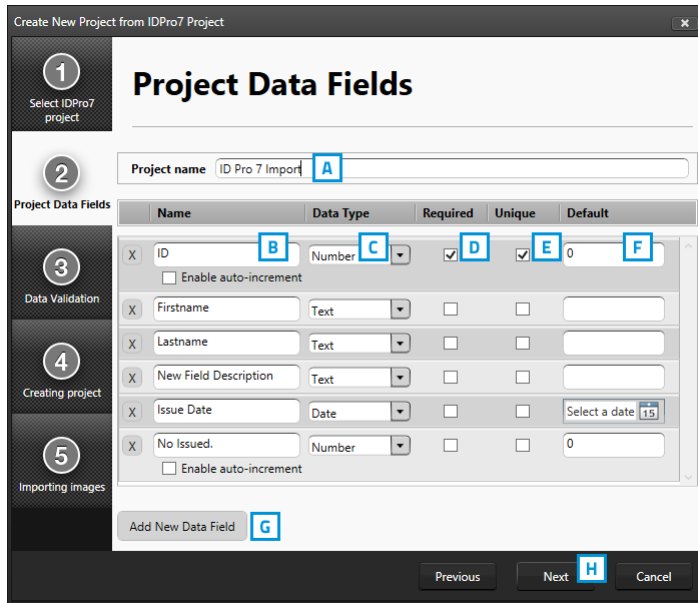 Create New Project from IDPro7 Project
x
1
Select IDPro7
project
2
Project Data Fields
3
Data Validation
4
Creating project
5
Importing images
Project Data Fields
Project name ID Pro 7 Import A
Name Data Type Required Unique Default
X ID B Number C D E 0 F
Enable auto-increment
X Firstname Text
X Lastname Text
X New Field Description Text
X Issue Date Date Select a date 15
X No Issued. Number 0
Enable auto-increment
Add New Data Field G
Previous Next H Cancel